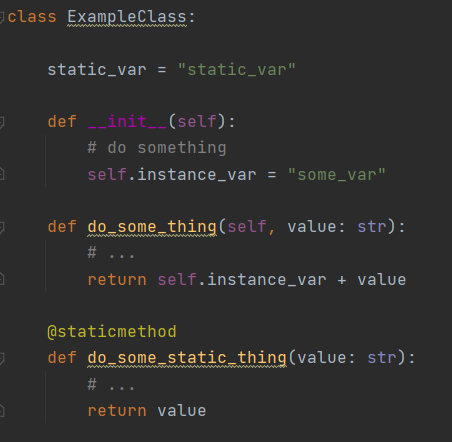 class ExampleClass:
static_var = "static_var"
def __init__(self):
# do something
self.instance_var = "some_var"
def do_some_thing(self, value: str):
# ...
return self.instance_var + value
@staticmethod
def do_some_static_thing(value: str):
# ...
return value